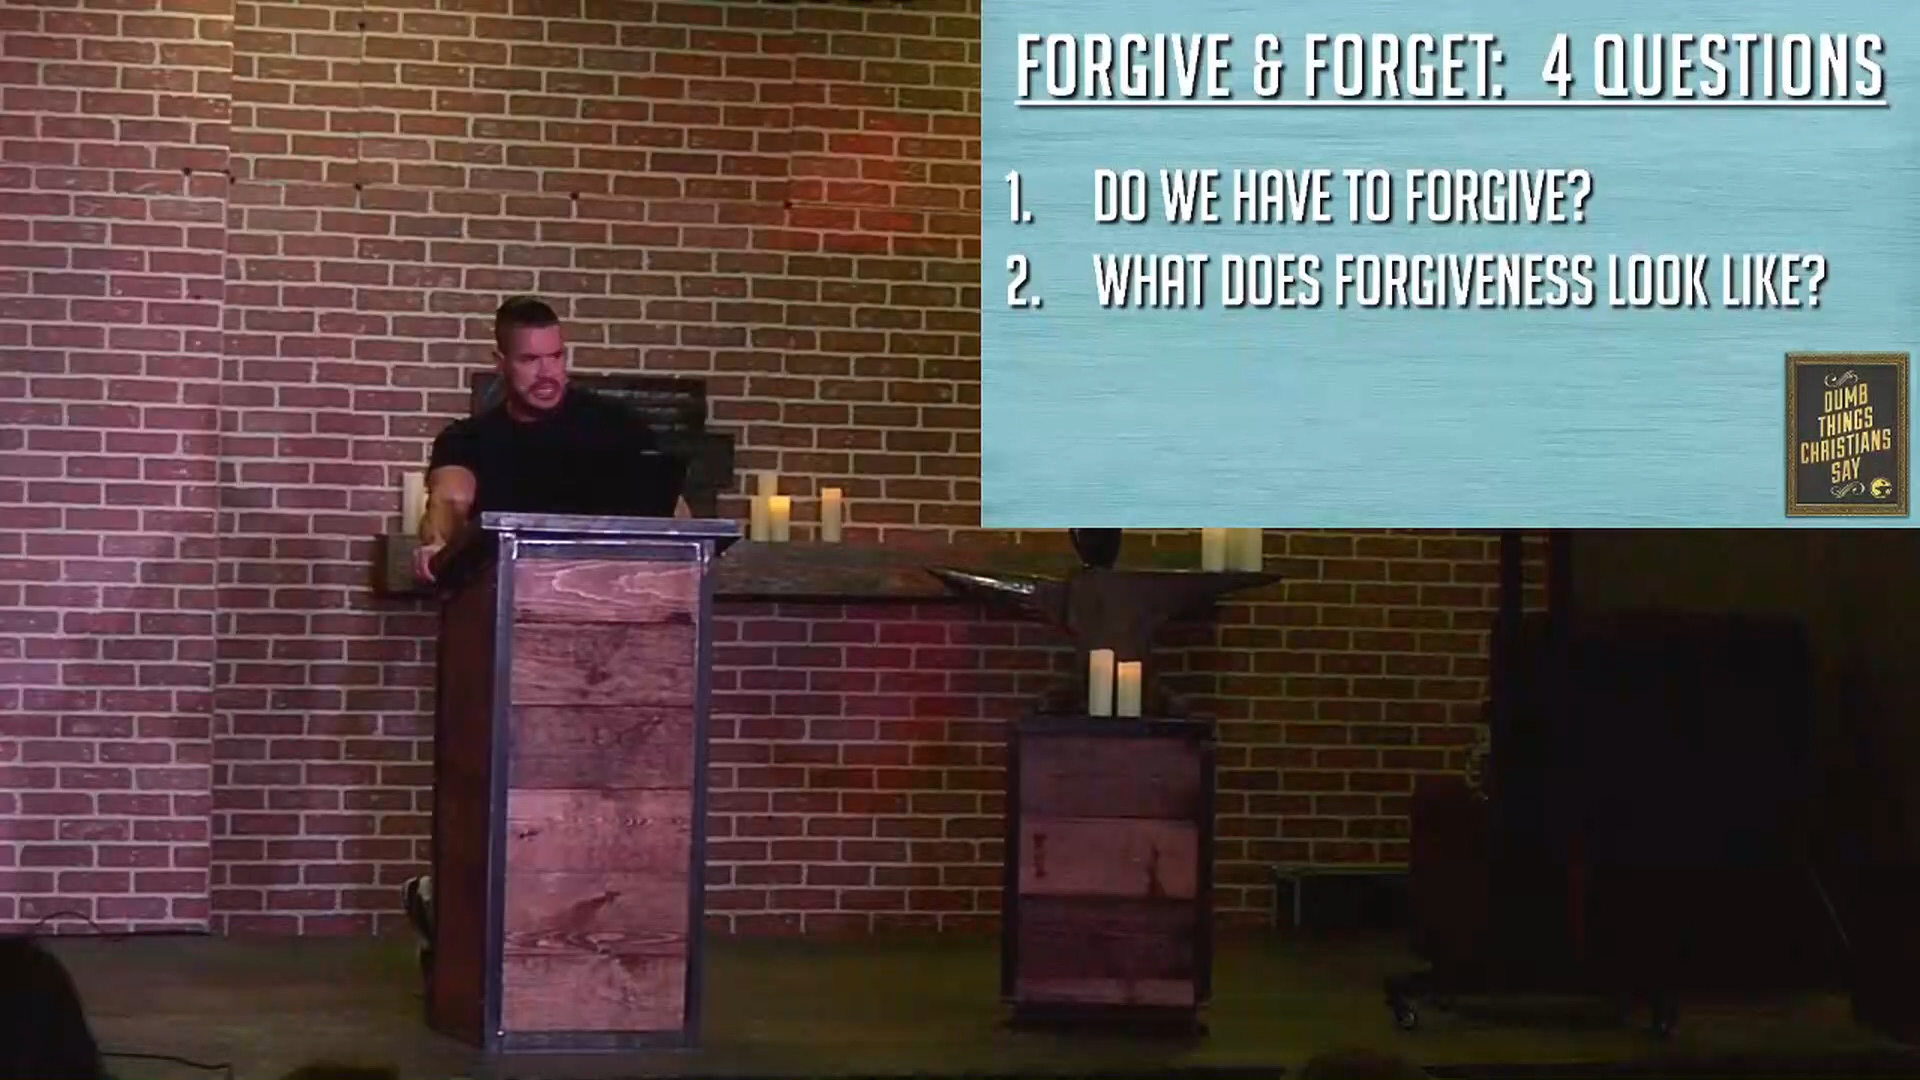 FORGIVE & FORGET: 4 QUESTIONS
1. DO WE HAVE TO FORGIVE?
2. WHAT DOES FORGIVENESS LOOK LIKE?
DUMB
THINGS
CHRISTIANS
SAY